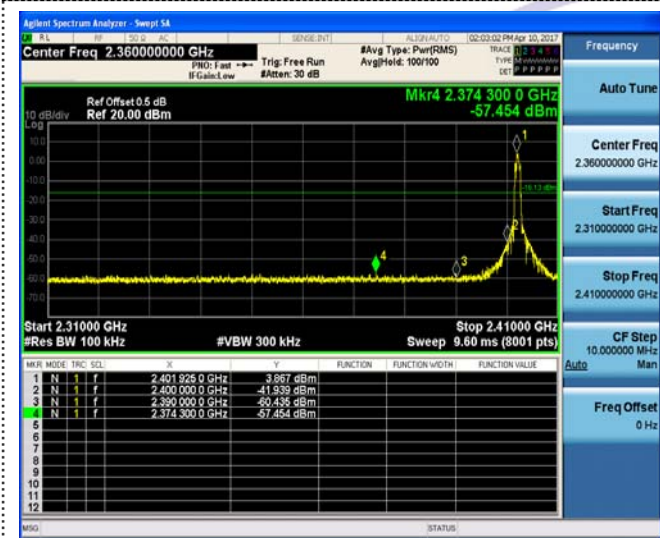 Agilent Spectrum Analyzer - Swept SA
RL RF 50 Ω AC SENSE:INT ALIGN AUTO 02:03:02 PM Apr 10, 2017
Center Freq 2.360000000 GHz #Avg Type: Pwr(RMS) TRACE 1 2 3 4 5 6
PNO: Fast Trig: Free Run Avg|Hold: 100/100 TYPE M
IFGain:Low #Atten: 30 dB DET P P P P P P
Frequency
Auto Tune
Mkr4 2.374 300 0 GHz
Ref Offset 0.5 dB
10 dB/div Ref 20.00 dBm -57.454 dBm
Log
10.0
0.00
-10.0
-16.13 dBm
-20.0
-30.0
-40.0
-50.0
-60.0
-70.0
1
2
3
4
Start 2.31000 GHz Stop 2.41000 GHz
#Res BW 100 kHz #VBW 300 kHz Sweep 9.60 ms (8001 pts)
MKR MODE TRC SCL X Y FUNCTION FUNCTION WIDTH FUNCTION VALUE
1 N 1 f 2.401 925 0 GHz 3.867 dBm
2 N 1 f 2.400 000 0 GHz -41.939 dBm
3 N 1 f 2.390 000 0 GHz -60.435 dBm
4 N 1 f 2.374 300 0 GHz -57.454 dBm
5
6
7
8
9
10
11
12
MSG STATUS
Center Freq
2.360000000 GHz
Start Freq
2.310000000 GHz
Stop Freq
2.410000000 GHz
CF Step
10.000000 MHz
Auto Man
Freq Offset
0 Hz